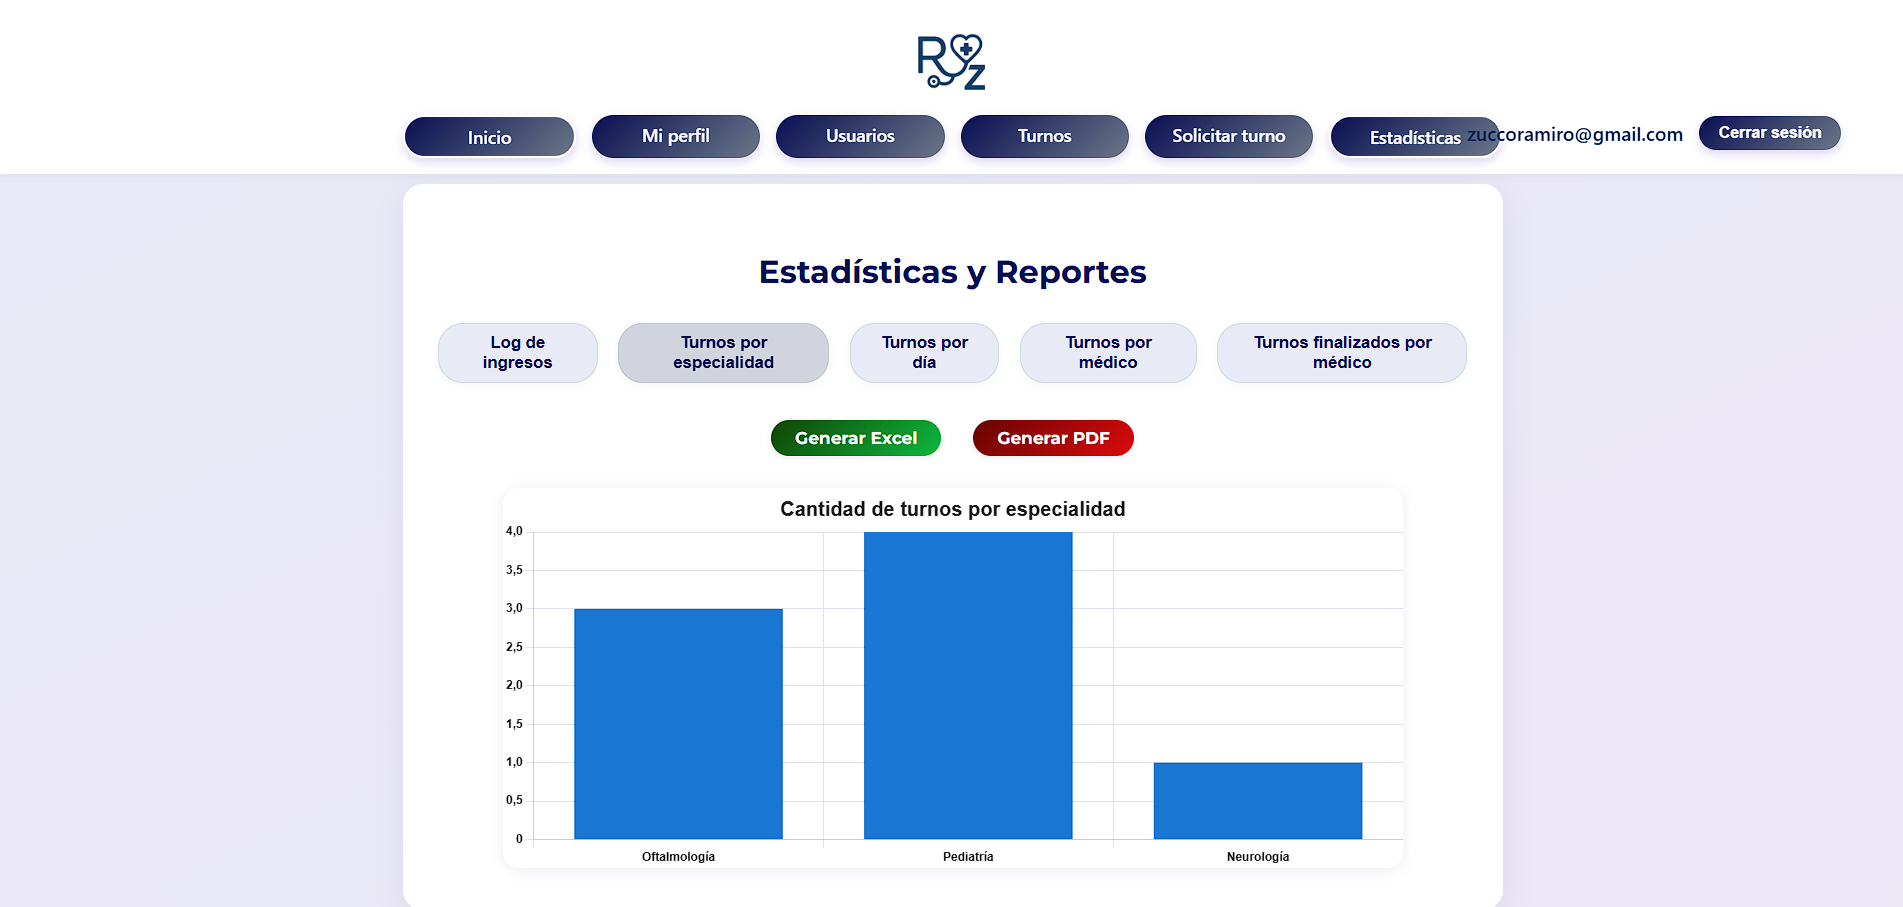 R z
Inicio
Mi perfil
Usuarios
Turnos
Solicitar turno
Estadísticas
zuccoramiro@gmail.com
Cerrar sesión
Estadísticas y Reportes
Log de
ingresos
Turnos por
especialidad
Turnos por
día
Turnos por
médico
Turnos finalizados por
médico
Generar Excel
Generar PDF
Cantidad de turnos por especialidad
4,0
3,5
3,0
2,5
2,0
1,5
1,0
0,5
0
Oftalmología
Pediatría
Neurología